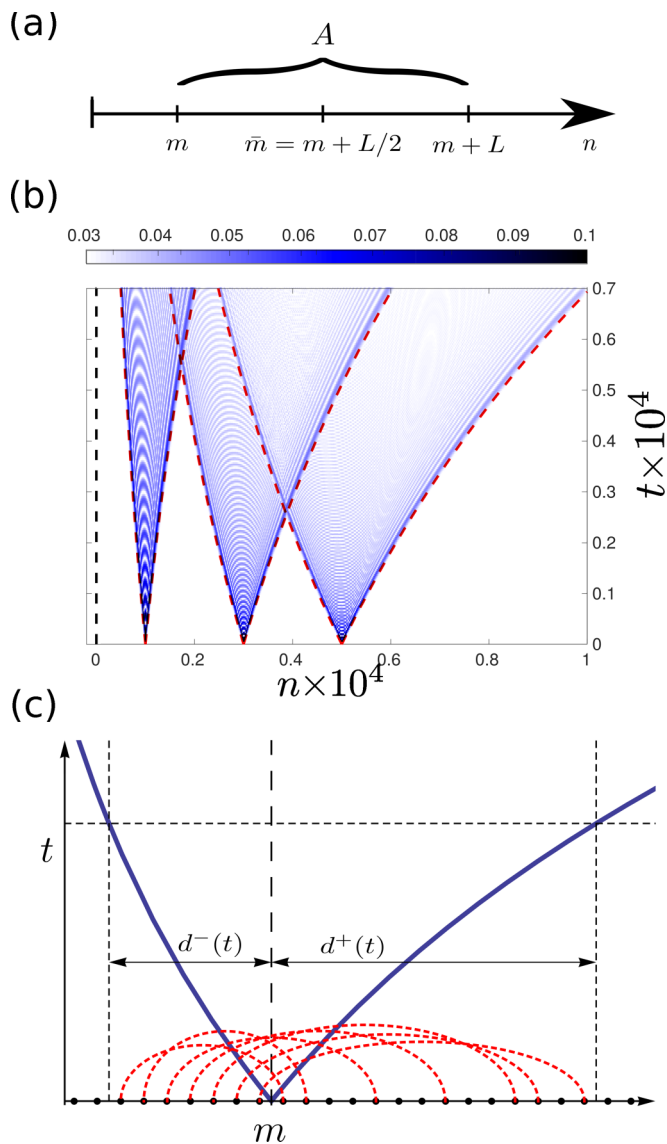 (a)
A
m m̄ = m + L/2 m + L n
(b)
0.03 0.04 0.05 0.06 0.07 0.08 0.09 0.1
0.7
0.6
0.5
0.4
0.3
0.2
0.1
0
t×10⁴
0 0.2 0.4 0.6 0.8 1
n×10⁴
(c)
t
d⁻(t) d⁺(t)
m